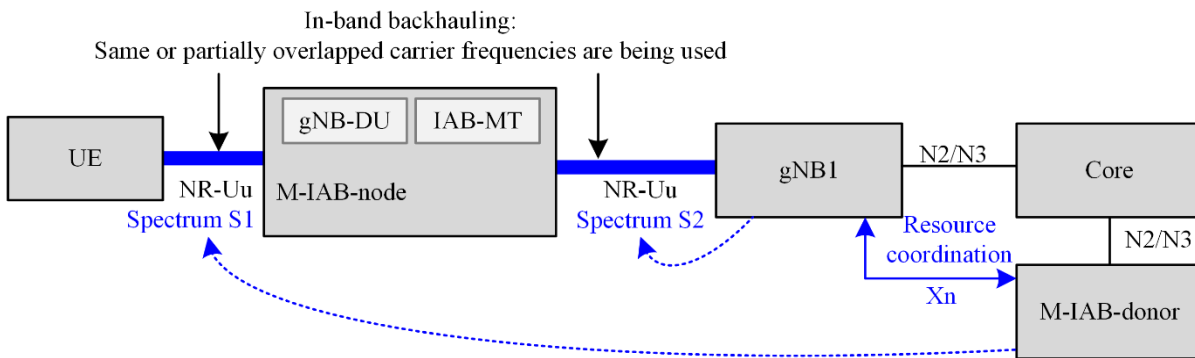 In-band backhauling:
Same or partially overlapped carrier frequencies are being used
gNB-DU
IAB-MT
UE
M-IAB-node
NR-Uu
Spectrum S1
NR-Uu
Spectrum S2
gNB1
N2/N3
Core
Resource
coordination
Xn
N2/N3
M-IAB-donor